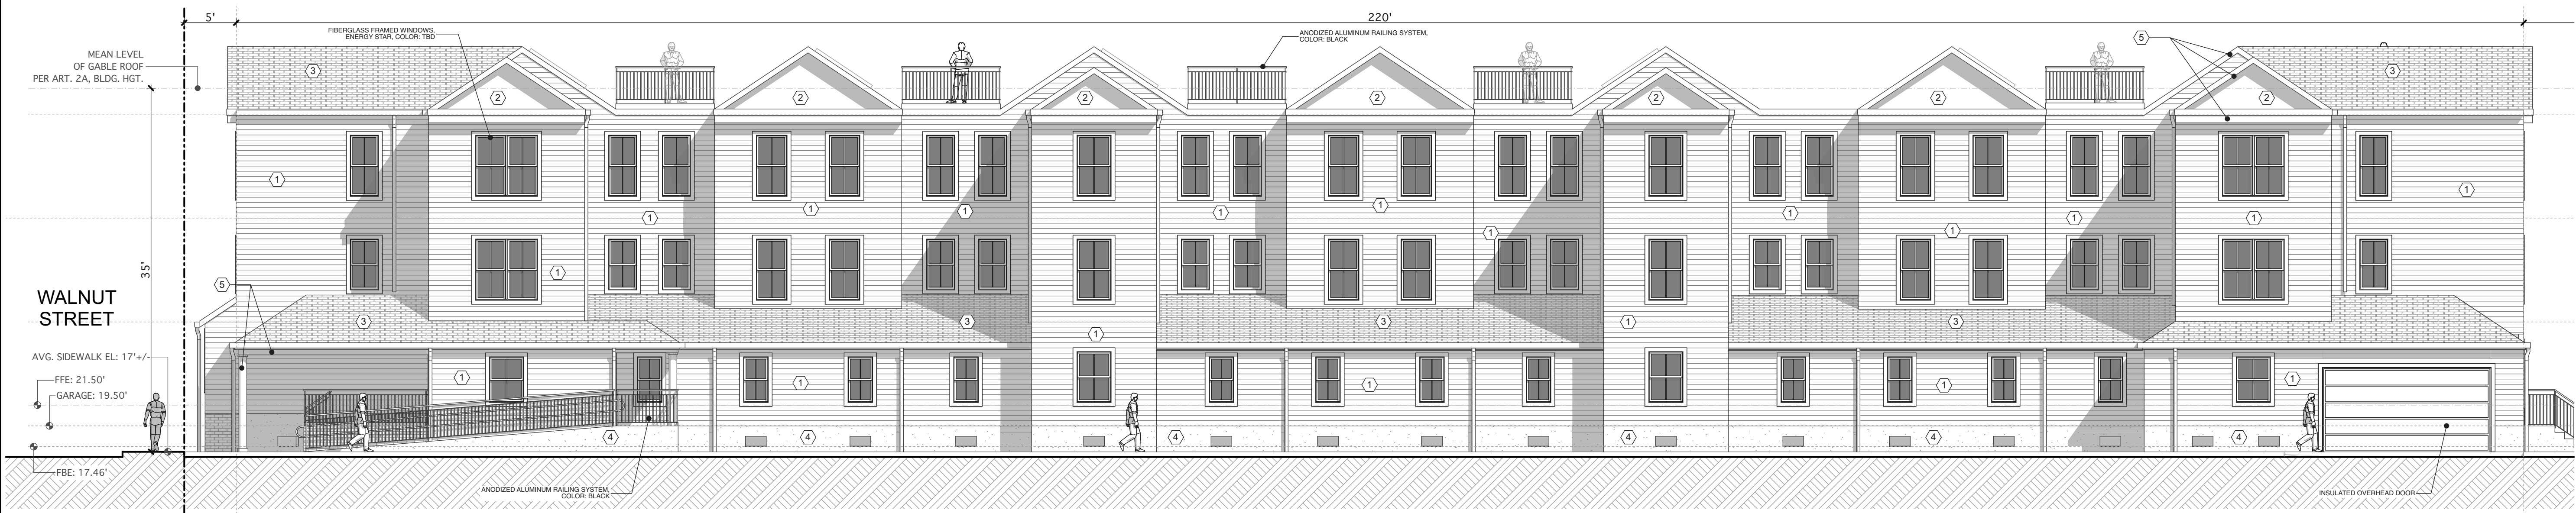 5'
220'
FIBERGLASS FRAMED WINDOWS,
ENERGY STAR, COLOR: TBD
ANODIZED ALUMINUM RAILING SYSTEM,
COLOR: BLACK
5
MEAN LEVEL
OF GABLE ROOF
PER ART. 2A, BLDG. HGT.
3
3
2
2
2
2
2
2
2
1
1
1
1
1
1
1
1
1
1
1
1
1
1
35'
WALNUT
STREET
5
3
3
3
3
1
1
AVG. SIDEWALK EL: 17'+/-
FFE: 21.50'
GARAGE: 19.50'
1
1
1
1
1
4
4
4
4
4
4
FBE: 17.46'
ANODIZED ALUMINUM RAILING SYSTEM,
COLOR: BLACK
INSULATED OVERHEAD DOOR